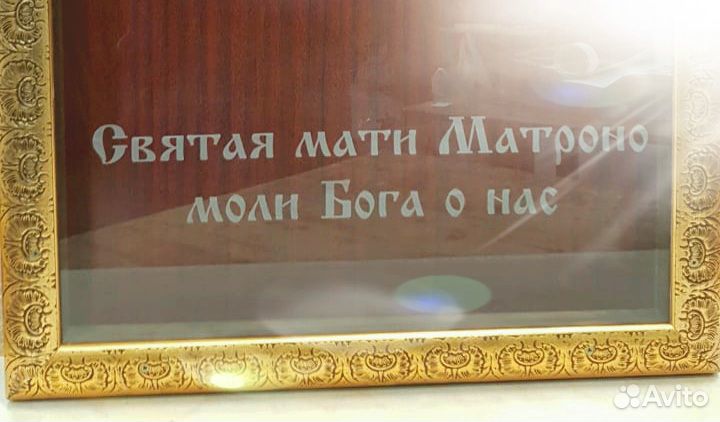 Святая мати Матроно
моли Бога о нас
Avito